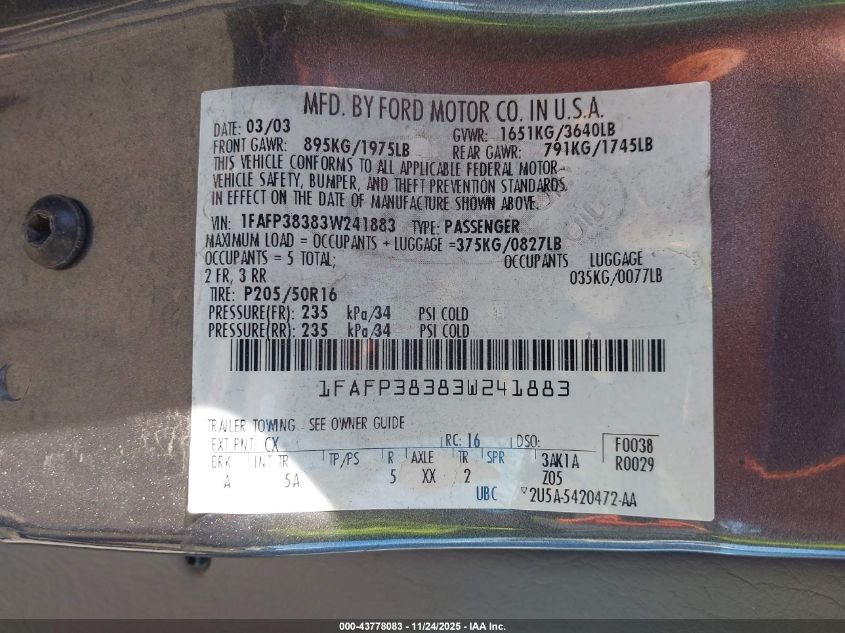 MFD. BY FORD MOTOR CO. IN U.S.A.
DATE: 03/03 GVWR: 1651KG/3640LB
FRONT GAWR: 895KG/1975LB REAR GAWR: 791KG/1745LB
THIS VEHICLE CONFORMS TO ALL APPLICABLE FEDERAL MOTOR
VEHICLE SAFETY, BUMPER, AND THEFT PREVENTION STANDARDS
IN EFFECT ON THE DATE OF MANUFACTURE SHOWN ABOVE.
VIN: 1FAFP38383W241883 TYPE: PASSENGER
MAXIMUM LOAD = OCCUPANTS + LUGGAGE =375KG/0827LB
OCCUPANTS = 5 TOTAL; OCCUPANTS LUGGAGE
2 FR, 3 RR 035KG/0077LB
TIRE: P205/50R16
PRESSURE(FR): 235 kPa/34 PSI COLD
PRESSURE(RR): 235 kPa/34 PSI COLD
1FAFP38383W241883
TRAILER TOWING - SEE OWNER GUIDE
EXT PNT: CX RC: 16 DSO: F0038
BRK INT TR TP/PS R AXLE TR SPR 3AK1A R0029
A 5A 5 XX 2 Z05
UBC ▽2U5A-5420472-AA
000-43778083 - 11/24/2025 - IAA Inc.